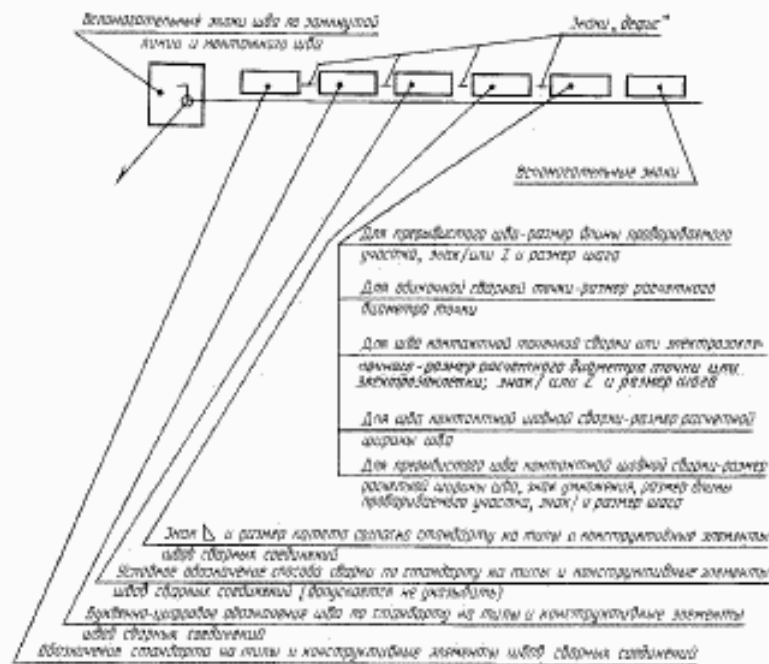 Вспомогательные знаки шва по замкнутой
линии и монтажного шва
Знаки „дефис"
Вспомогательные знаки
Для прерывистого шва-размер длины провариваемого
участка, знак / или Z и размер шага
Для одиночной сварной точки-размер расчетного
диаметра точки
Для шва контактной точечной сварки или электрозакле-
почного-размер расчетного диаметра точки или
электрозаклепки; знак / или Z и размер шага
Для шва контактной шовной сварки-размер расчетной
ширины шва
Для прерывистого шва контактной шовной сварки-размер
расчетной ширины шва, знак умножения, размер длины
провариваемого участка, знак / и размер шага
Знак ◺ и размер катета согласно стандарту на типы и конструктивные элементы
швов сварных соединений
Условное обозначение способа сварки по стандарту на типы и конструктивные элементы
швов сварных соединений (допускается не указывать)
Буквенно-цифровое обозначение шва по стандарту на типы и конструктивные элементы
швов сварных соединений
Обозначение стандарта на типы и конструктивные элементы швов сварных соединений